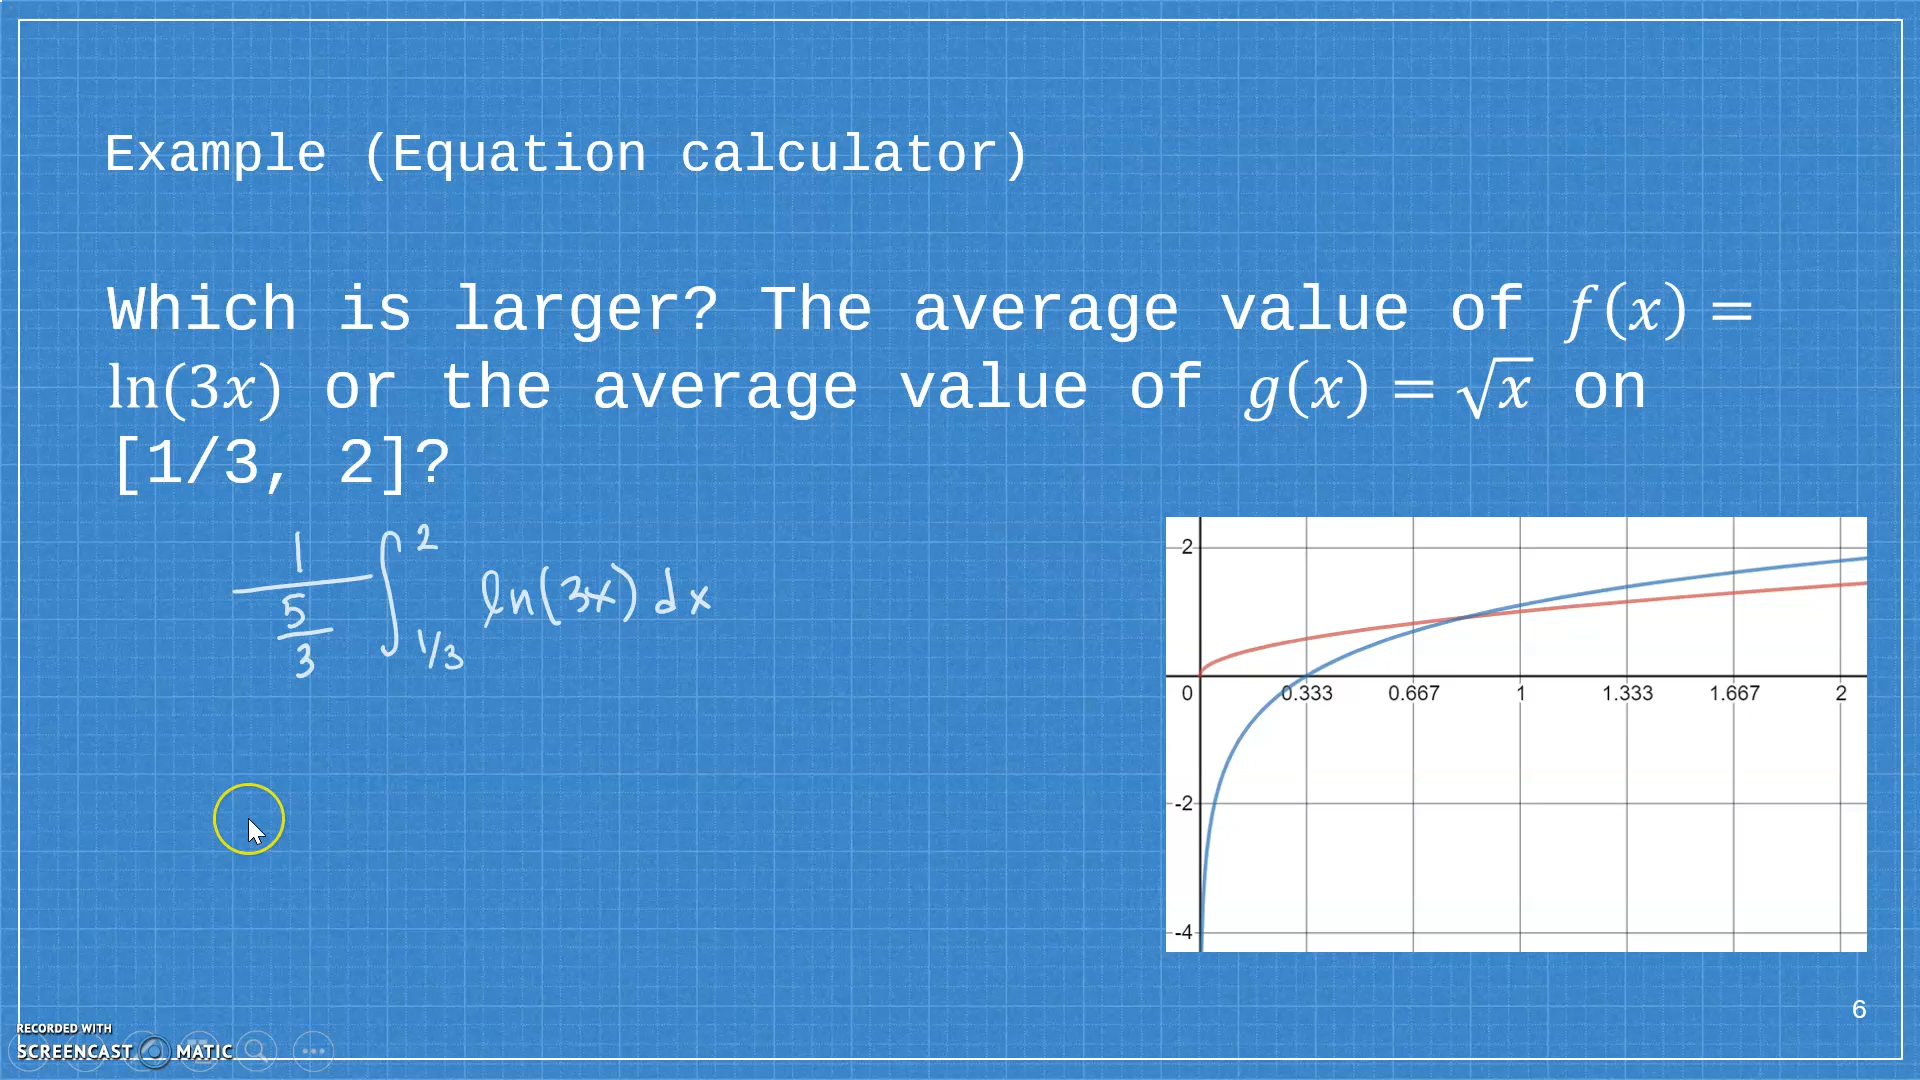 Example (Equation calculator)
Which is larger? The average value of f(x) =
ln(3x) or the average value of g(x) = √x on
[1/3, 2]?
1
5
3
∫ 2
1/3
ln(3x) dx
2
0
0.333
0.667
1
1.333
1.667
2
-2
-4
6
RECORDED WITH
SCREENCAST MATIC